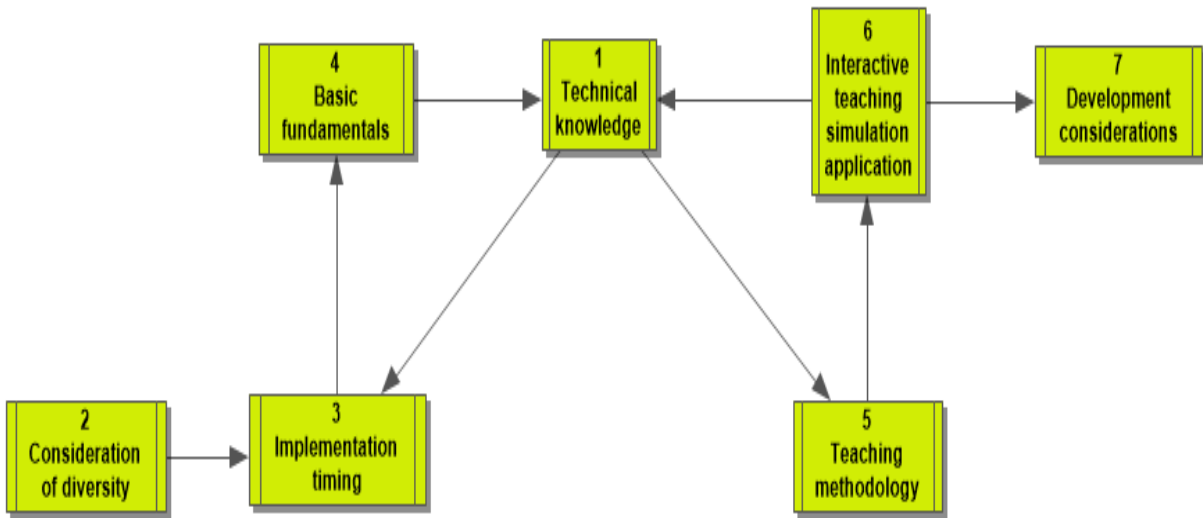 4
Basic
fundamentals
1
Technical
knowledge
6
Interactive
teaching
simulation
application
7
Development
considerations
2
Consideration
of diversity
3
Implementation
timing
5
Teaching
methodology